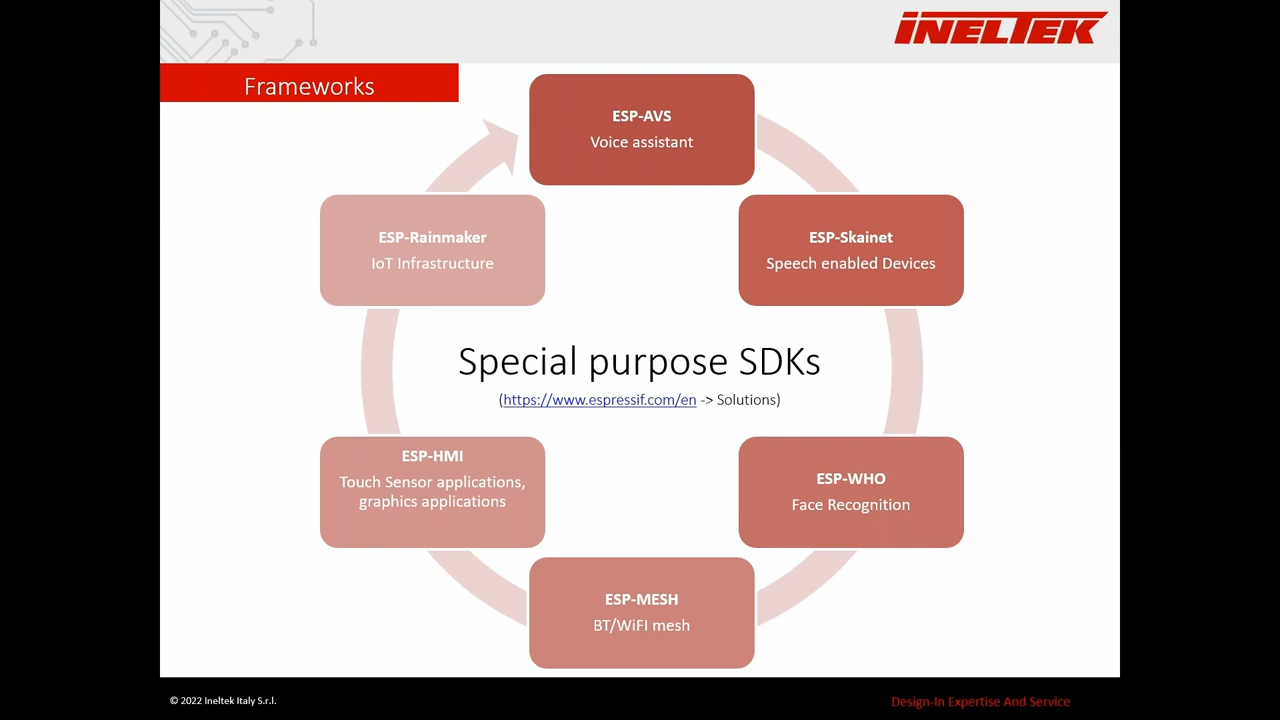 INELTEK
Frameworks
ESP-AVS
Voice assistant
ESP-Rainmaker
IoT Infrastructure
ESP-Skainet
Speech enabled Devices
Special purpose SDKs
(https://www.espressif.com/en -> Solutions)
ESP-HMI
Touch Sensor applications,
graphics applications
ESP-WHO
Face Recognition
ESP-MESH
BT/WiFI mesh
© 2022 Ineltek Italy S.r.l.
Design-In Expertise And Service